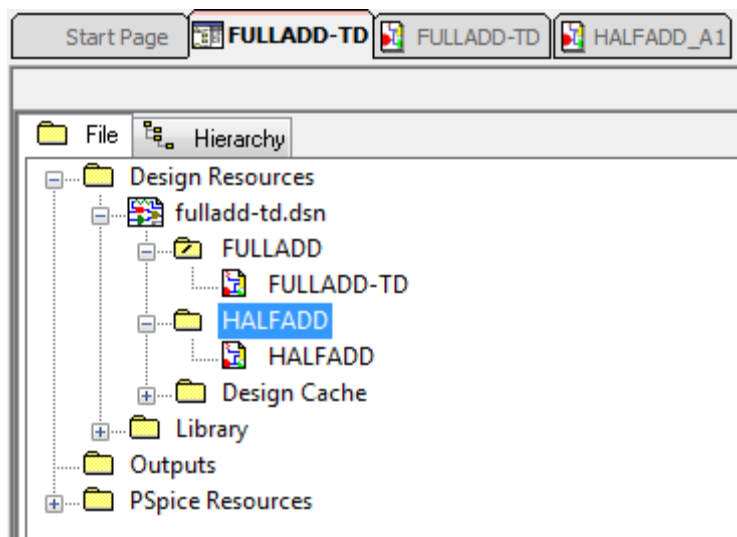 Start Page FULLADD-TD FULLADD-TD HALFADD_A1
File Hierarchy
Design Resources
fulladd-td.dsn
FULLADD
FULLADD-TD
HALFADD
HALFADD
Design Cache
Library
Outputs
PSpice Resources